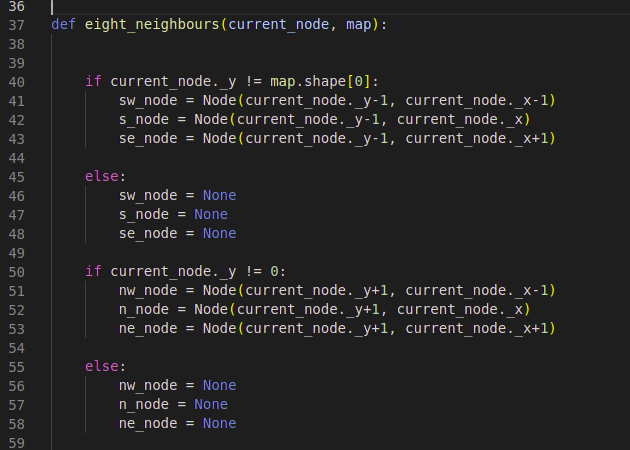 36
37 def eight_neighbours(current_node, map):
38
39
40     if current_node._y != map.shape[0]:
41         sw_node = Node(current_node._y-1, current_node._x-1)
42         s_node = Node(current_node._y-1, current_node._x)
43         se_node = Node(current_node._y-1, current_node._x+1)
44
45     else:
46         sw_node = None
47         s_node = None
48         se_node = None
49
50     if current_node._y != 0:
51         nw_node = Node(current_node._y+1, current_node._x-1)
52         n_node = Node(current_node._y+1, current_node._x)
53         ne_node = Node(current_node._y+1, current_node._x+1)
54
55     else:
56         nw_node = None
57         n_node = None
58         ne_node = None
59